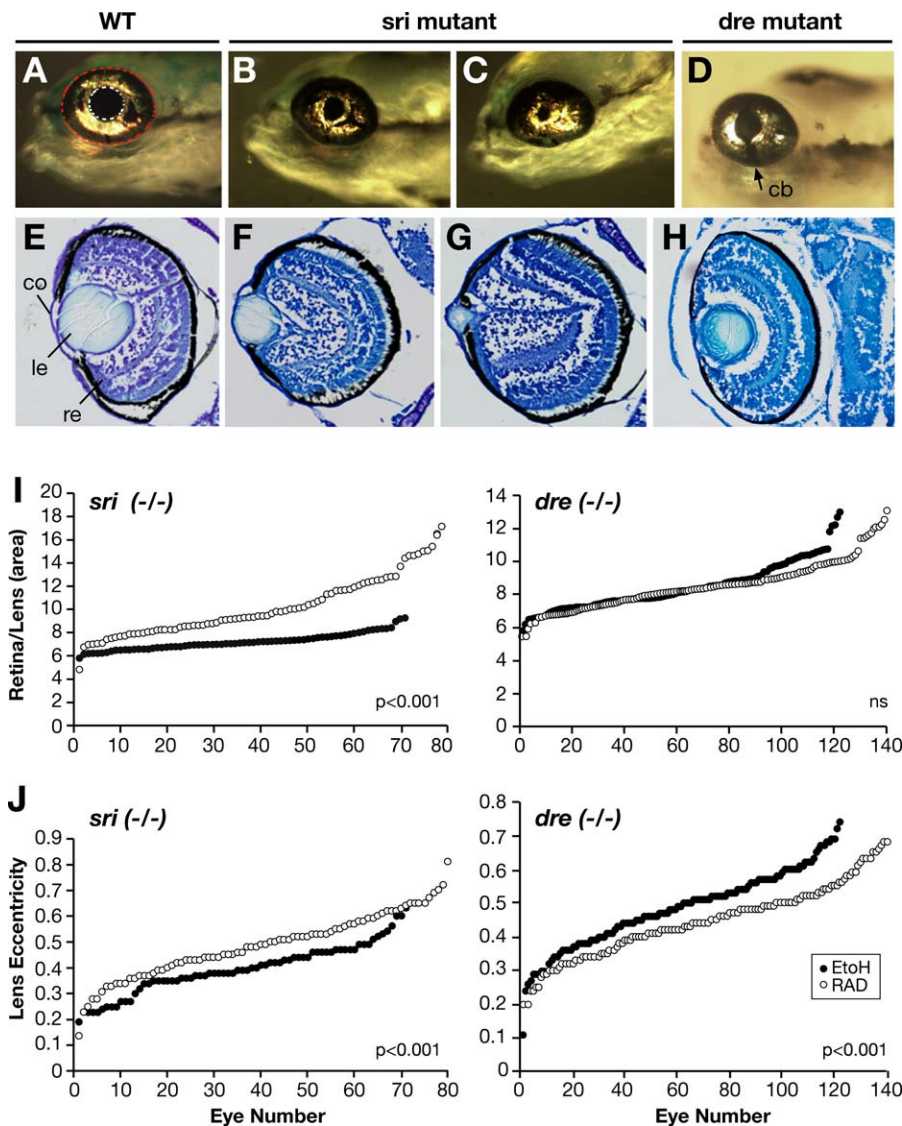 WT
sri mutant
dre mutant
A
B
C
D
cb
E
F
G
H
co
le
re
I
sri (-/-)
Retina/Lens (area)
20
18
16
14
12
10
8
6
4
2
0
0 10 20 30 40 50 60 70 80
p<0.001
dre (-/-)
14
12
10
8
6
4
2
0
0 20 40 60 80 100 120 140
ns
J
sri (-/-)
Lens Eccentricity
0.9
0.8
0.7
0.6
0.5
0.4
0.3
0.2
0.1
0
0 10 20 30 40 50 60 70 80
p<0.001
Eye Number
dre (-/-)
0.8
0.7
0.6
0.5
0.4
0.3
0.2
0.1
0
0 20 40 60 80 100 120 140
EtoH
RAD
p<0.001
Eye Number